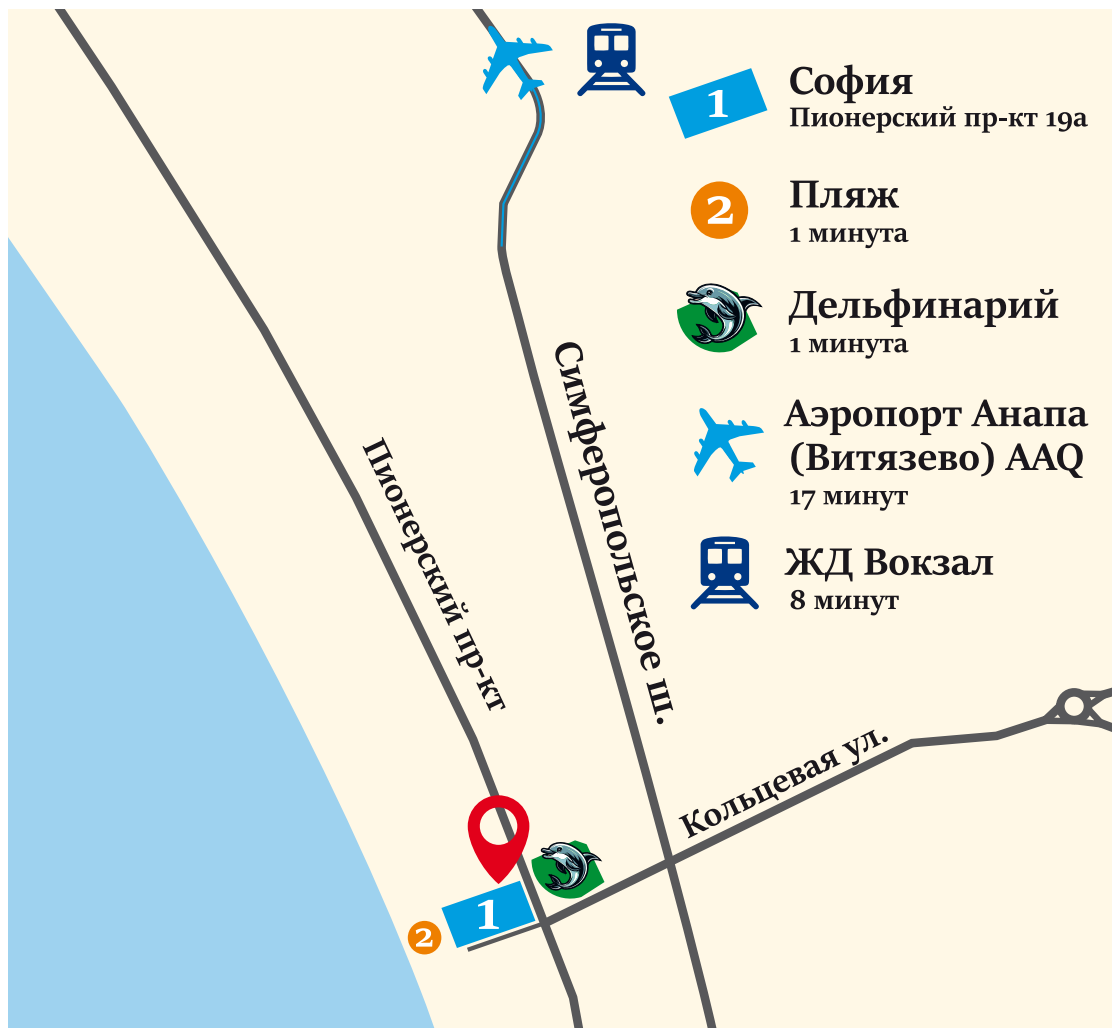 1
София
Пионерский пр-кт 19а
2
Пляж
1 минута
Дельфинарий
1 минута
Аэропорт Анапа
(Витязево) AAQ
17 минут
ЖД Вокзал
8 минут
Пионерский пр-кт
Симферопольское ш.
Кольцевая ул.
1
2